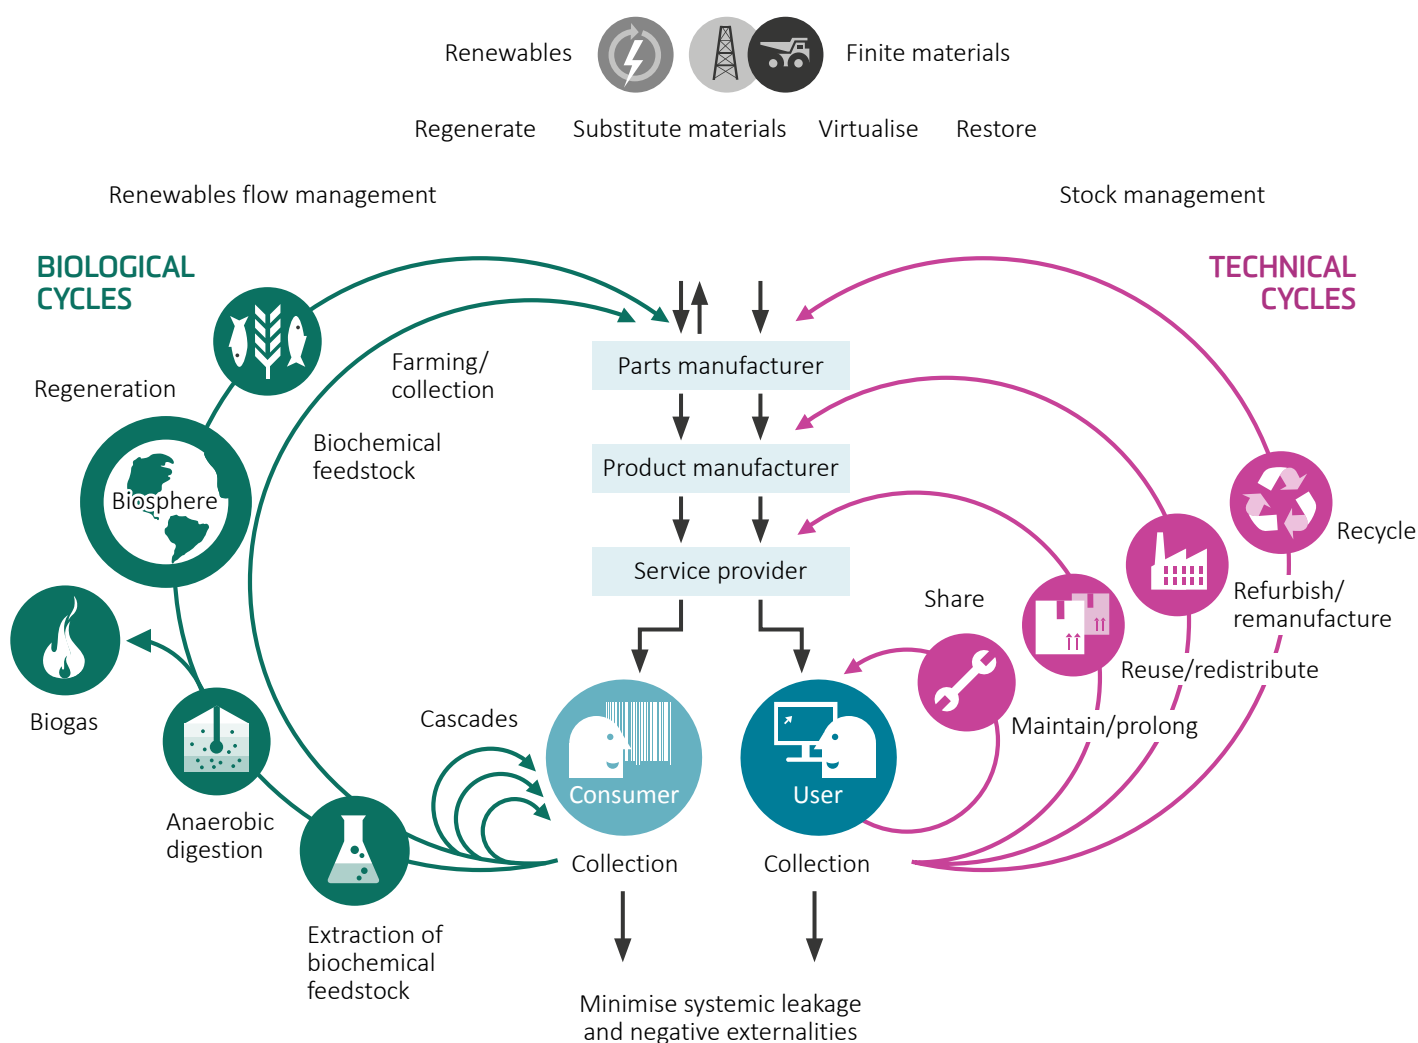 Renewables
Finite materials
Regenerate
Substitute materials
Virtualise
Restore
Renewables flow management
Stock management
BIOLOGICAL
CYCLES
TECHNICAL
CYCLES
Farming/
collection
Parts manufacturer
Regeneration
Biochemical
feedstock
Product manufacturer
Biosphere
Recycle
Service provider
Share
Refurbish/
remanufacture
Reuse/redistribute
Biogas
Cascades
Maintain/prolong
Consumer
User
Anaerobic
digestion
Collection
Collection
Extraction of
biochemical
feedstock
Minimise systemic leakage
and negative externalities